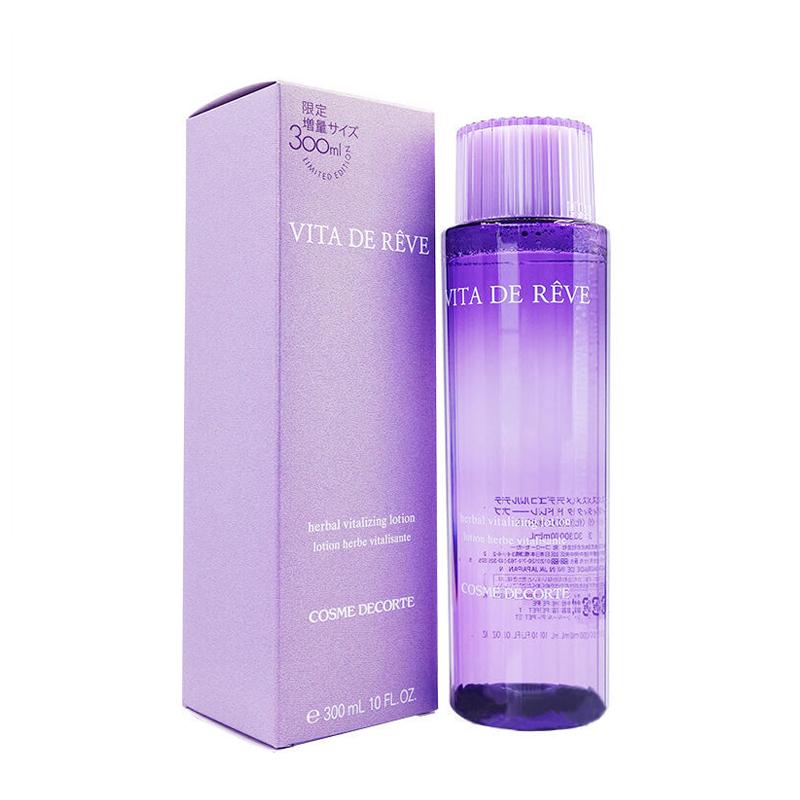 限定
増量サイズ
300ml
LIMITED EDITION
VITA DE RÊVE
herbal vitalizing lotion
lotion herbe vitalisante
COSME DECORTE
℮ 300 mL 10 FL.OZ.
VITA DE RÊVE
herbal vitalizing lotion
lotion herbe vitalisante
COSME DECORTE